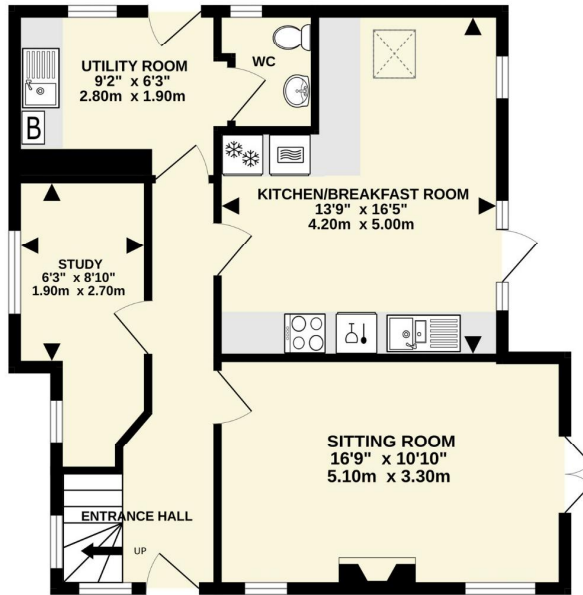 UTILITY ROOM
9'2" x 6'3"
2.80m x 1.90m
WC
B
KITCHEN/BREAKFAST ROOM
13'9" x 16'5"
4.20m x 5.00m
STUDY
6'3" x 8'10"
1.90m x 2.70m
SITTING ROOM
16'9" x 10'10"
5.10m x 3.30m
ENTRANCE HALL
UP